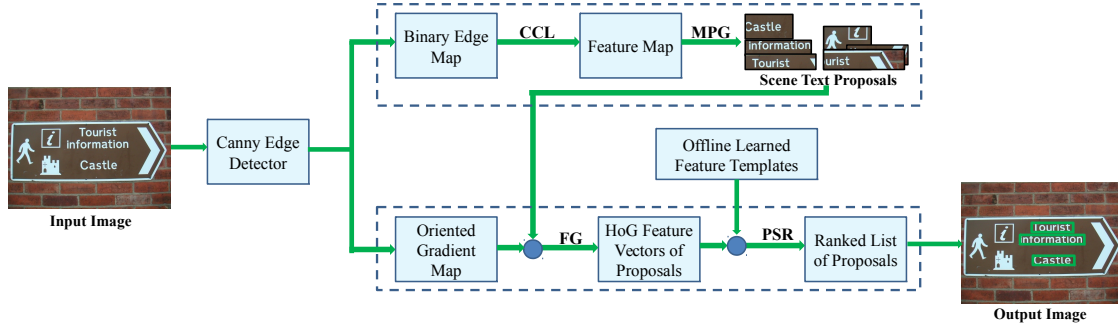 Binary Edge
Map
CCL
Feature Map
MPG
Castle
information
Tourist
i
Tourist
Scene Text Proposals
i
Tourist
information
Castle
Input Image
Canny Edge
Detector
Offline Learned
Feature Templates
Oriented
Gradient
Map
FG
HoG Feature
Vectors of
Proposals
PSR
Ranked List
of Proposals
i
Tourist
information
Castle
Output Image